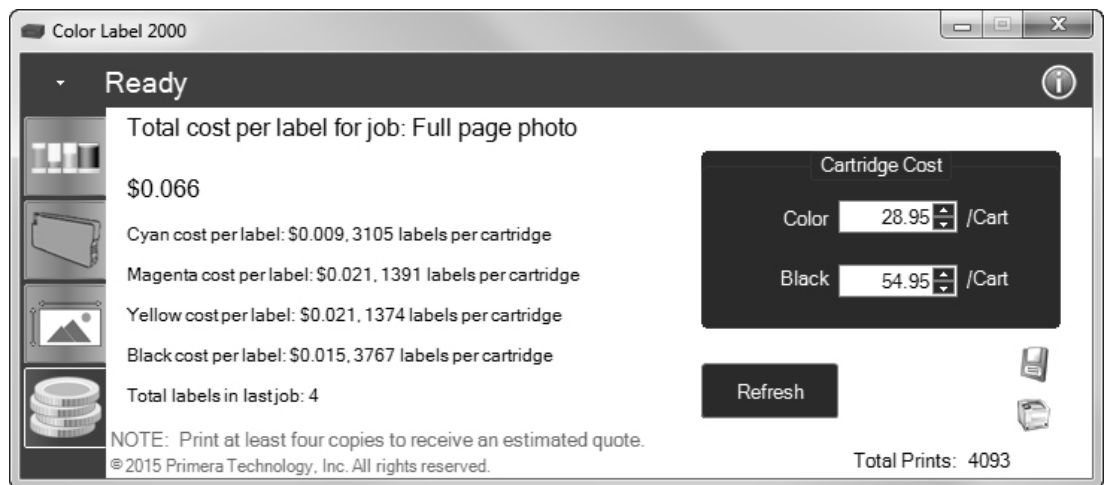 Color Label 2000
Ready
Total cost per label for job: Full page photo
$0.066
Cyan cost per label: $0.009, 3105 labels per cartridge
Magenta cost per label: $0.021, 1391 labels per cartridge
Yellow cost per label: $0.021, 1374 labels per cartridge
Black cost per label: $0.015, 3767 labels per cartridge
Total labels in last job: 4
NOTE: Print at least four copies to receive an estimated quote.
© 2015 Primera Technology, Inc. All rights reserved.
Cartridge Cost
Color 28.95 /Cart
Black 54.95 /Cart
Refresh
Total Prints: 4093